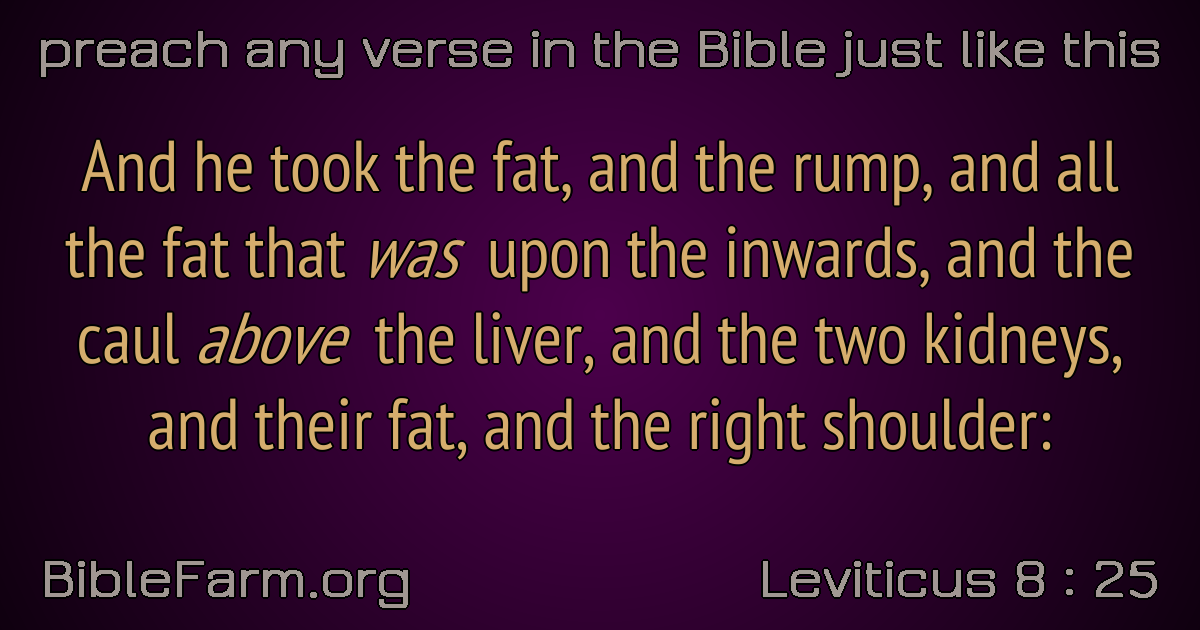 preach any verse in the Bible just like this
And he took the fat, and the rump, and all
the fat that was upon the inwards, and the
caul above the liver, and the two kidneys,
and their fat, and the right shoulder:
BibleFarm.org
Leviticus 8 : 25